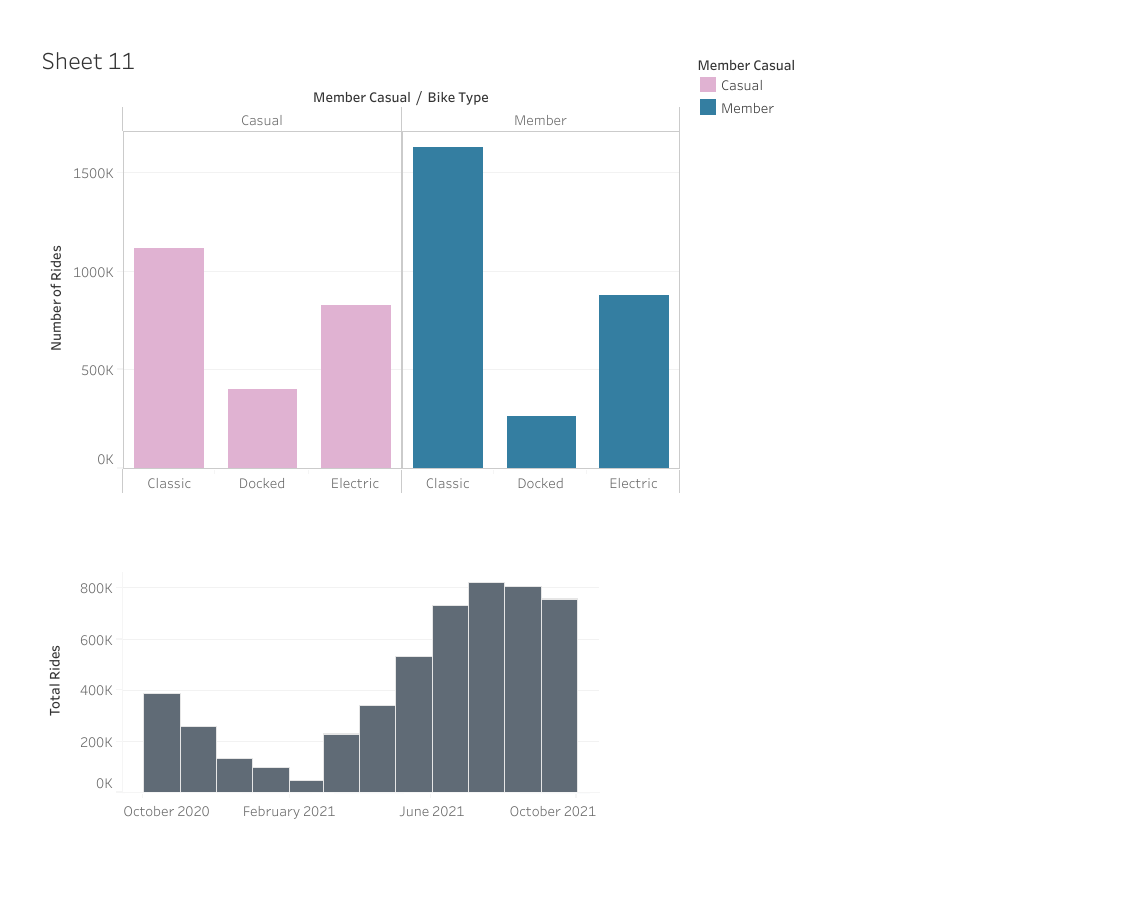 Sheet 11
Member Casual / Bike Type
Casual
Member
1500K
1000K
500K
0K
Number of Rides
Classic
Docked
Electric
Classic
Docked
Electric
Member Casual
Casual
Member
800K
600K
400K
200K
0K
Total Rides
October 2020
February 2021
June 2021
October 2021